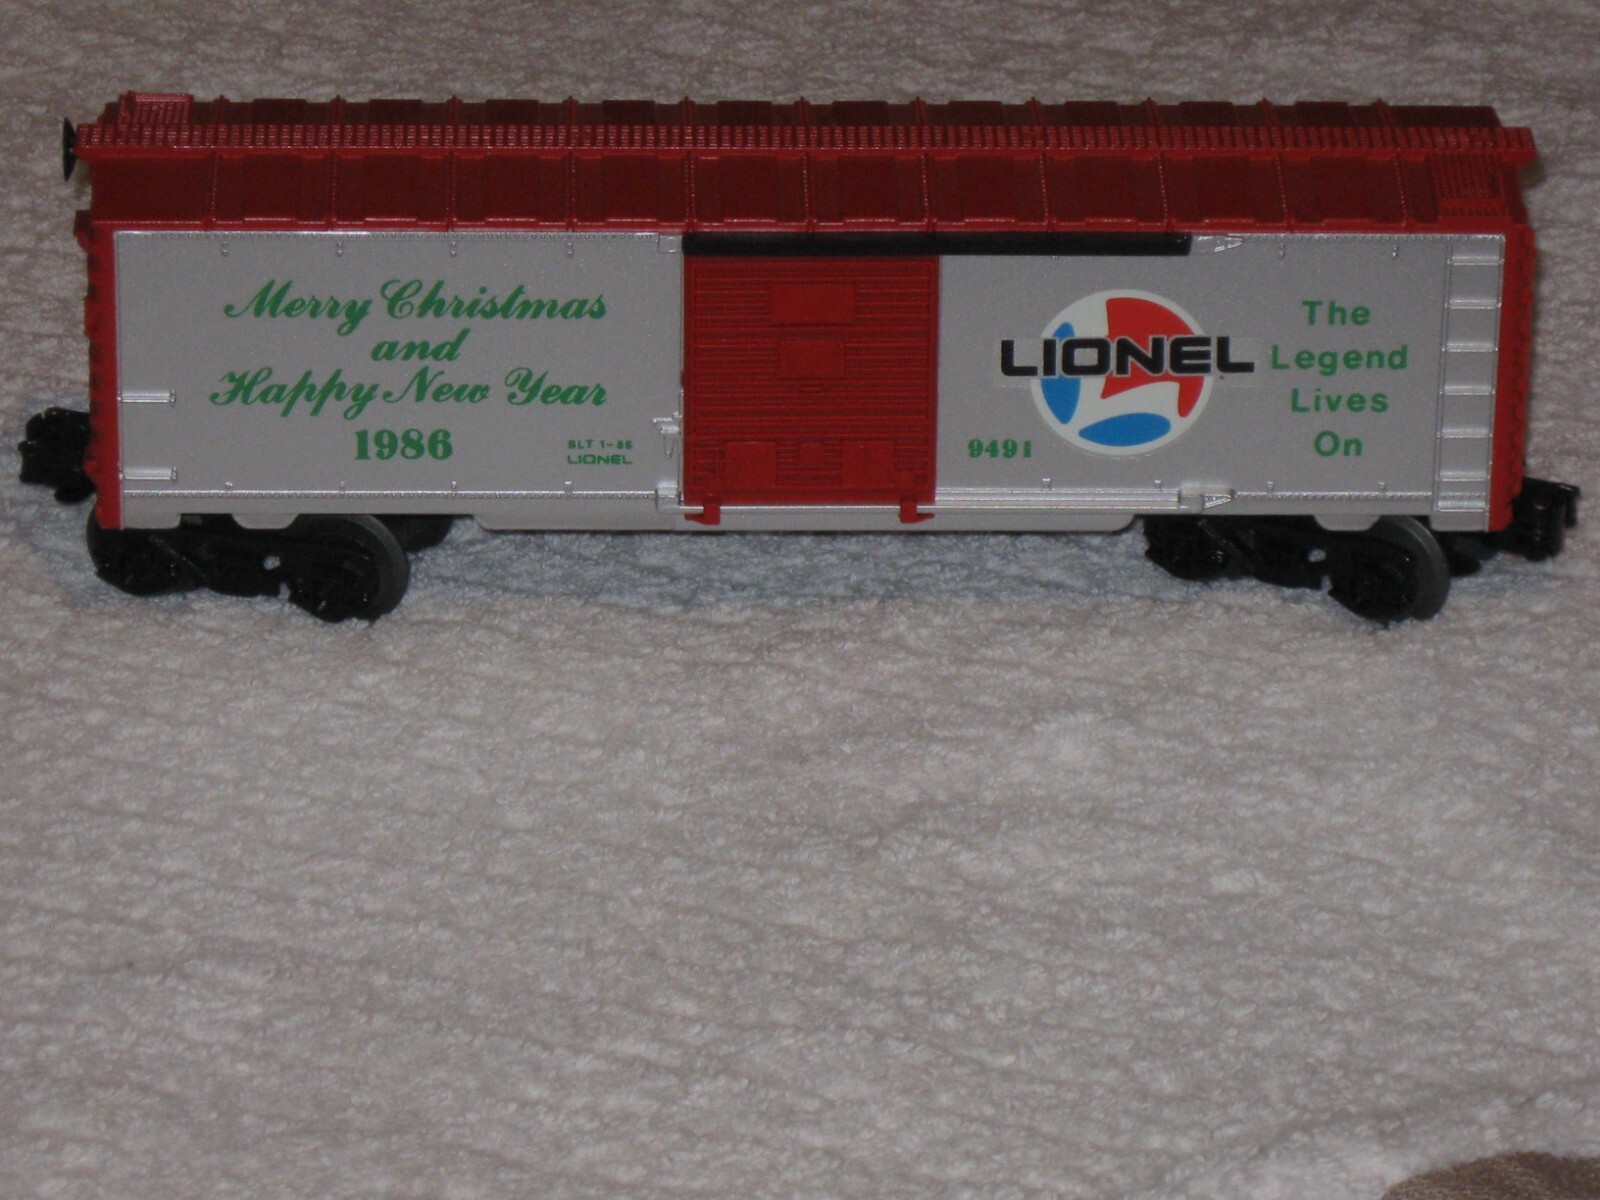 Merry Christmas
and
Happy New Year
1986
BLT 1-86
LIONEL
LIONEL
9491
The
Legend
Lives
On